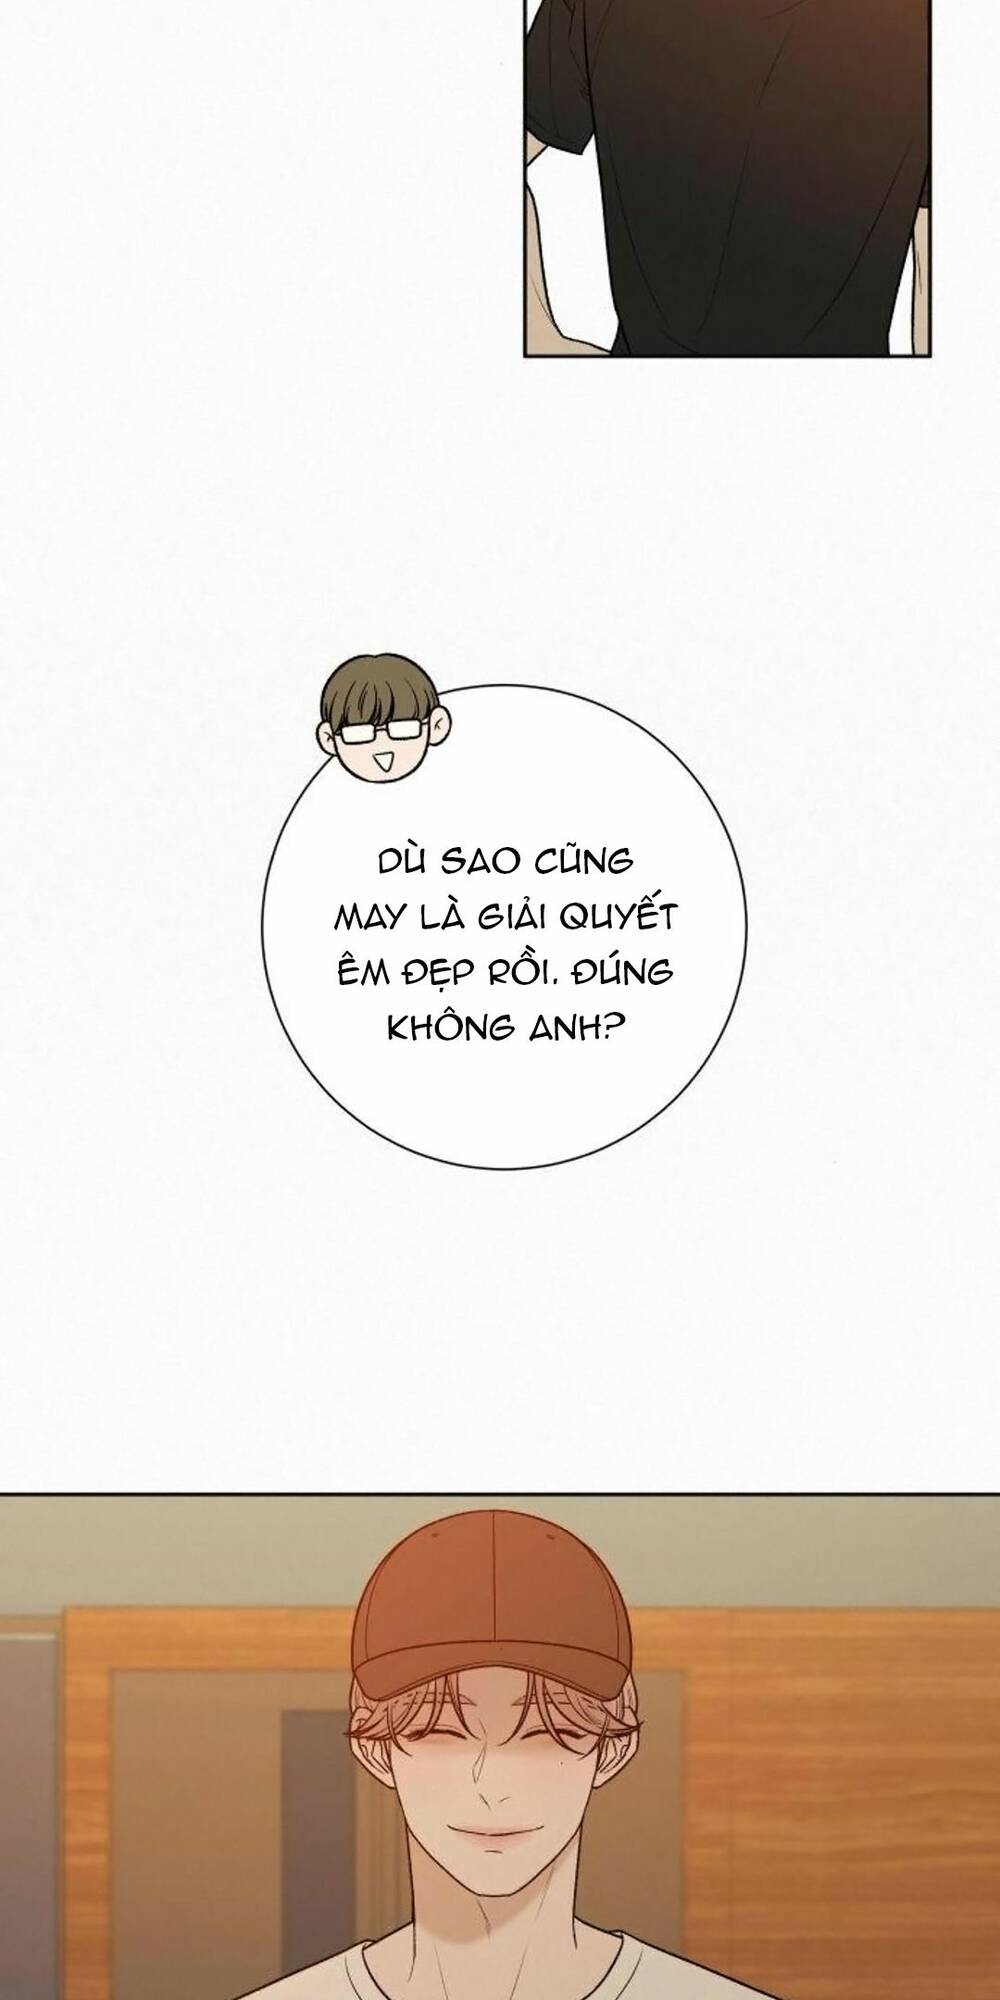 DÙ SAO CŨNG
MAY LÀ GIẢI QUYẾT
ÊM ĐẸP RỒI. ĐÚNG
KHÔNG ANH?